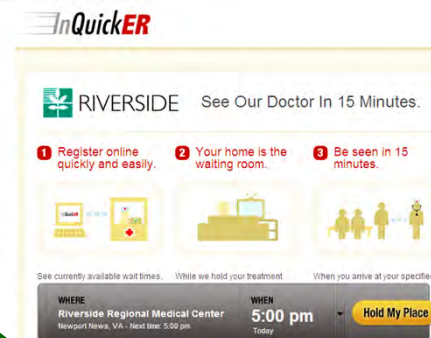 InQuickER
RIVERSIDE See Our Doctor In 15 Minutes.
1 Register online
quickly and easily.
2 Your home is the
waiting room.
3 Be seen in 15
minutes.
See currently available wait times. While we hold your treatment When you arrive at your specifie
WHERE
Riverside Regional Medical Center
Newport News, VA - Next time: 5:00 pm
WHEN
5:00 pm
Today
Hold My Place